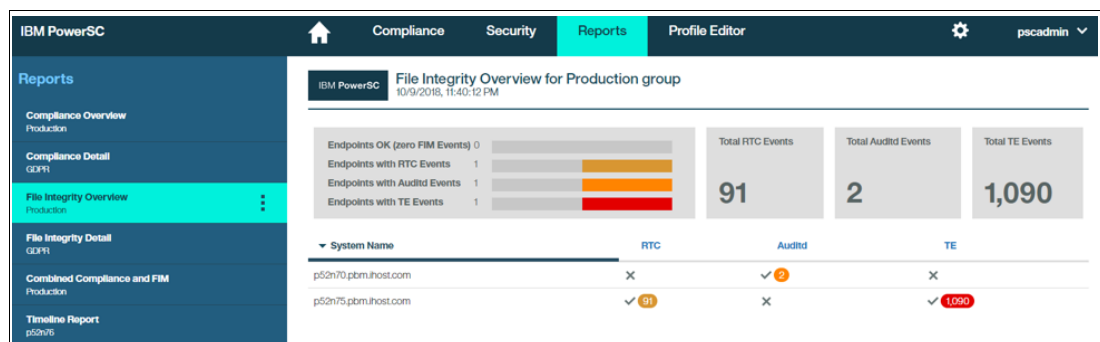 IBM PowerSC
Compliance
Security
Reports
Profile Editor
pscadmin
Reports
Compliance Overview
Production
Compliance Detail
GDPR
File Integrity Overview
Production
File Integrity Detail
GDPR
Combined Compliance and FIM
Production
Timeline Report
p52n76
IBM PowerSC
File Integrity Overview for Production group
10/9/2018, 11:40:12 PM
Endpoints OK (zero FIM Events) 0
Endpoints with RTC Events 1
Endpoints with Auditd Events 1
Endpoints with TE Events 1
Total RTC Events
91
Total Auditd Events
2
Total TE Events
1,090
System Name RTC Auditd TE
p52n70.pbm.ihost.com 2
p52n75.pbm.ihost.com 91 1,090